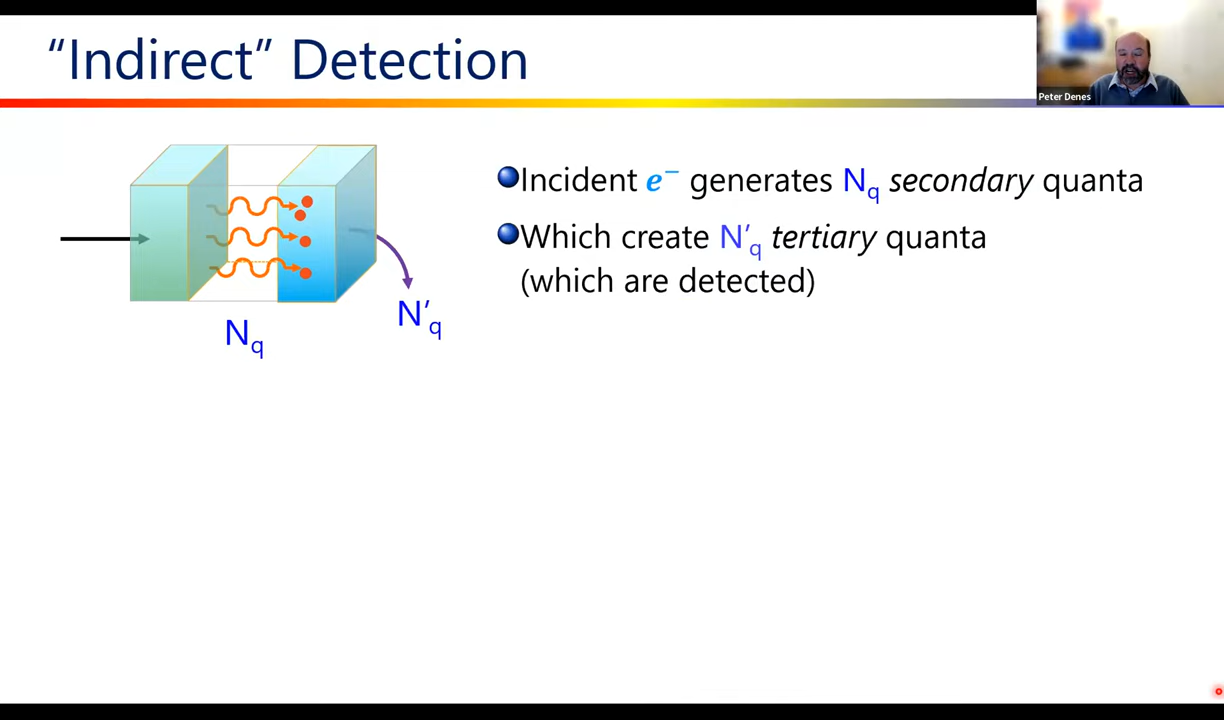 “Indirect” Detection
Peter Denes
Incident e⁻ generates Nq secondary quanta
Which create N′q tertiary quanta
(which are detected)
Nq
N′q